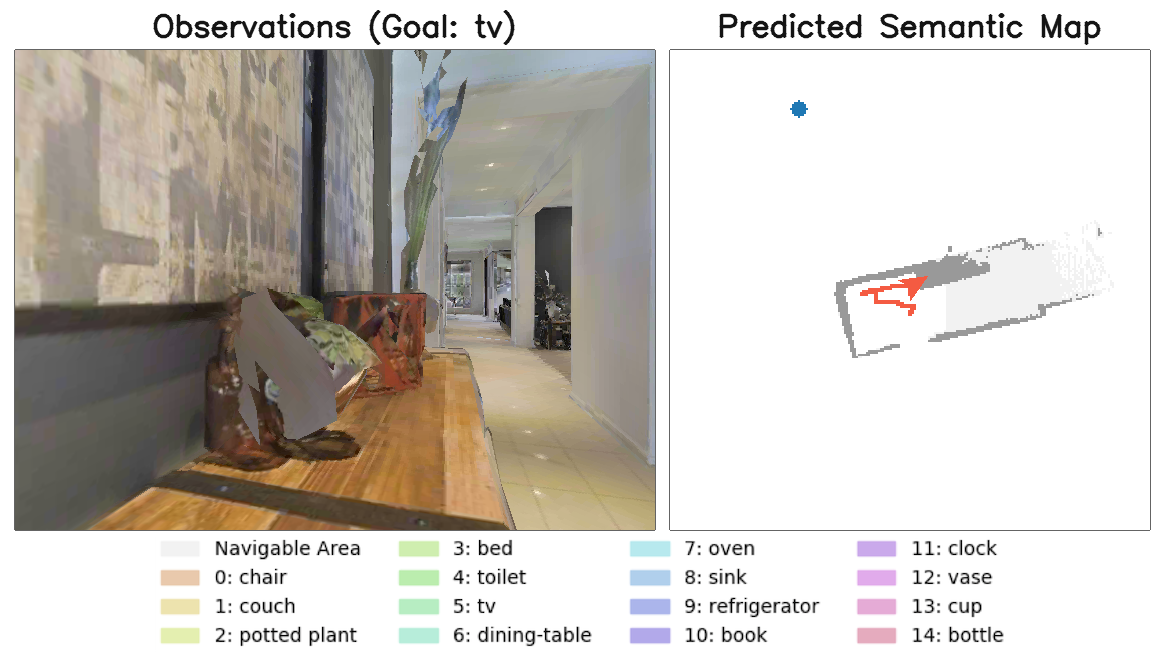 Observations (Goal: tv)
Predicted Semantic Map
Navigable Area
0: chair
1: couch
2: potted plant
3: bed
4: toilet
5: tv
6: dining-table
7: oven
8: sink
9: refrigerator
10: book
11: clock
12: vase
13: cup
14: bottle